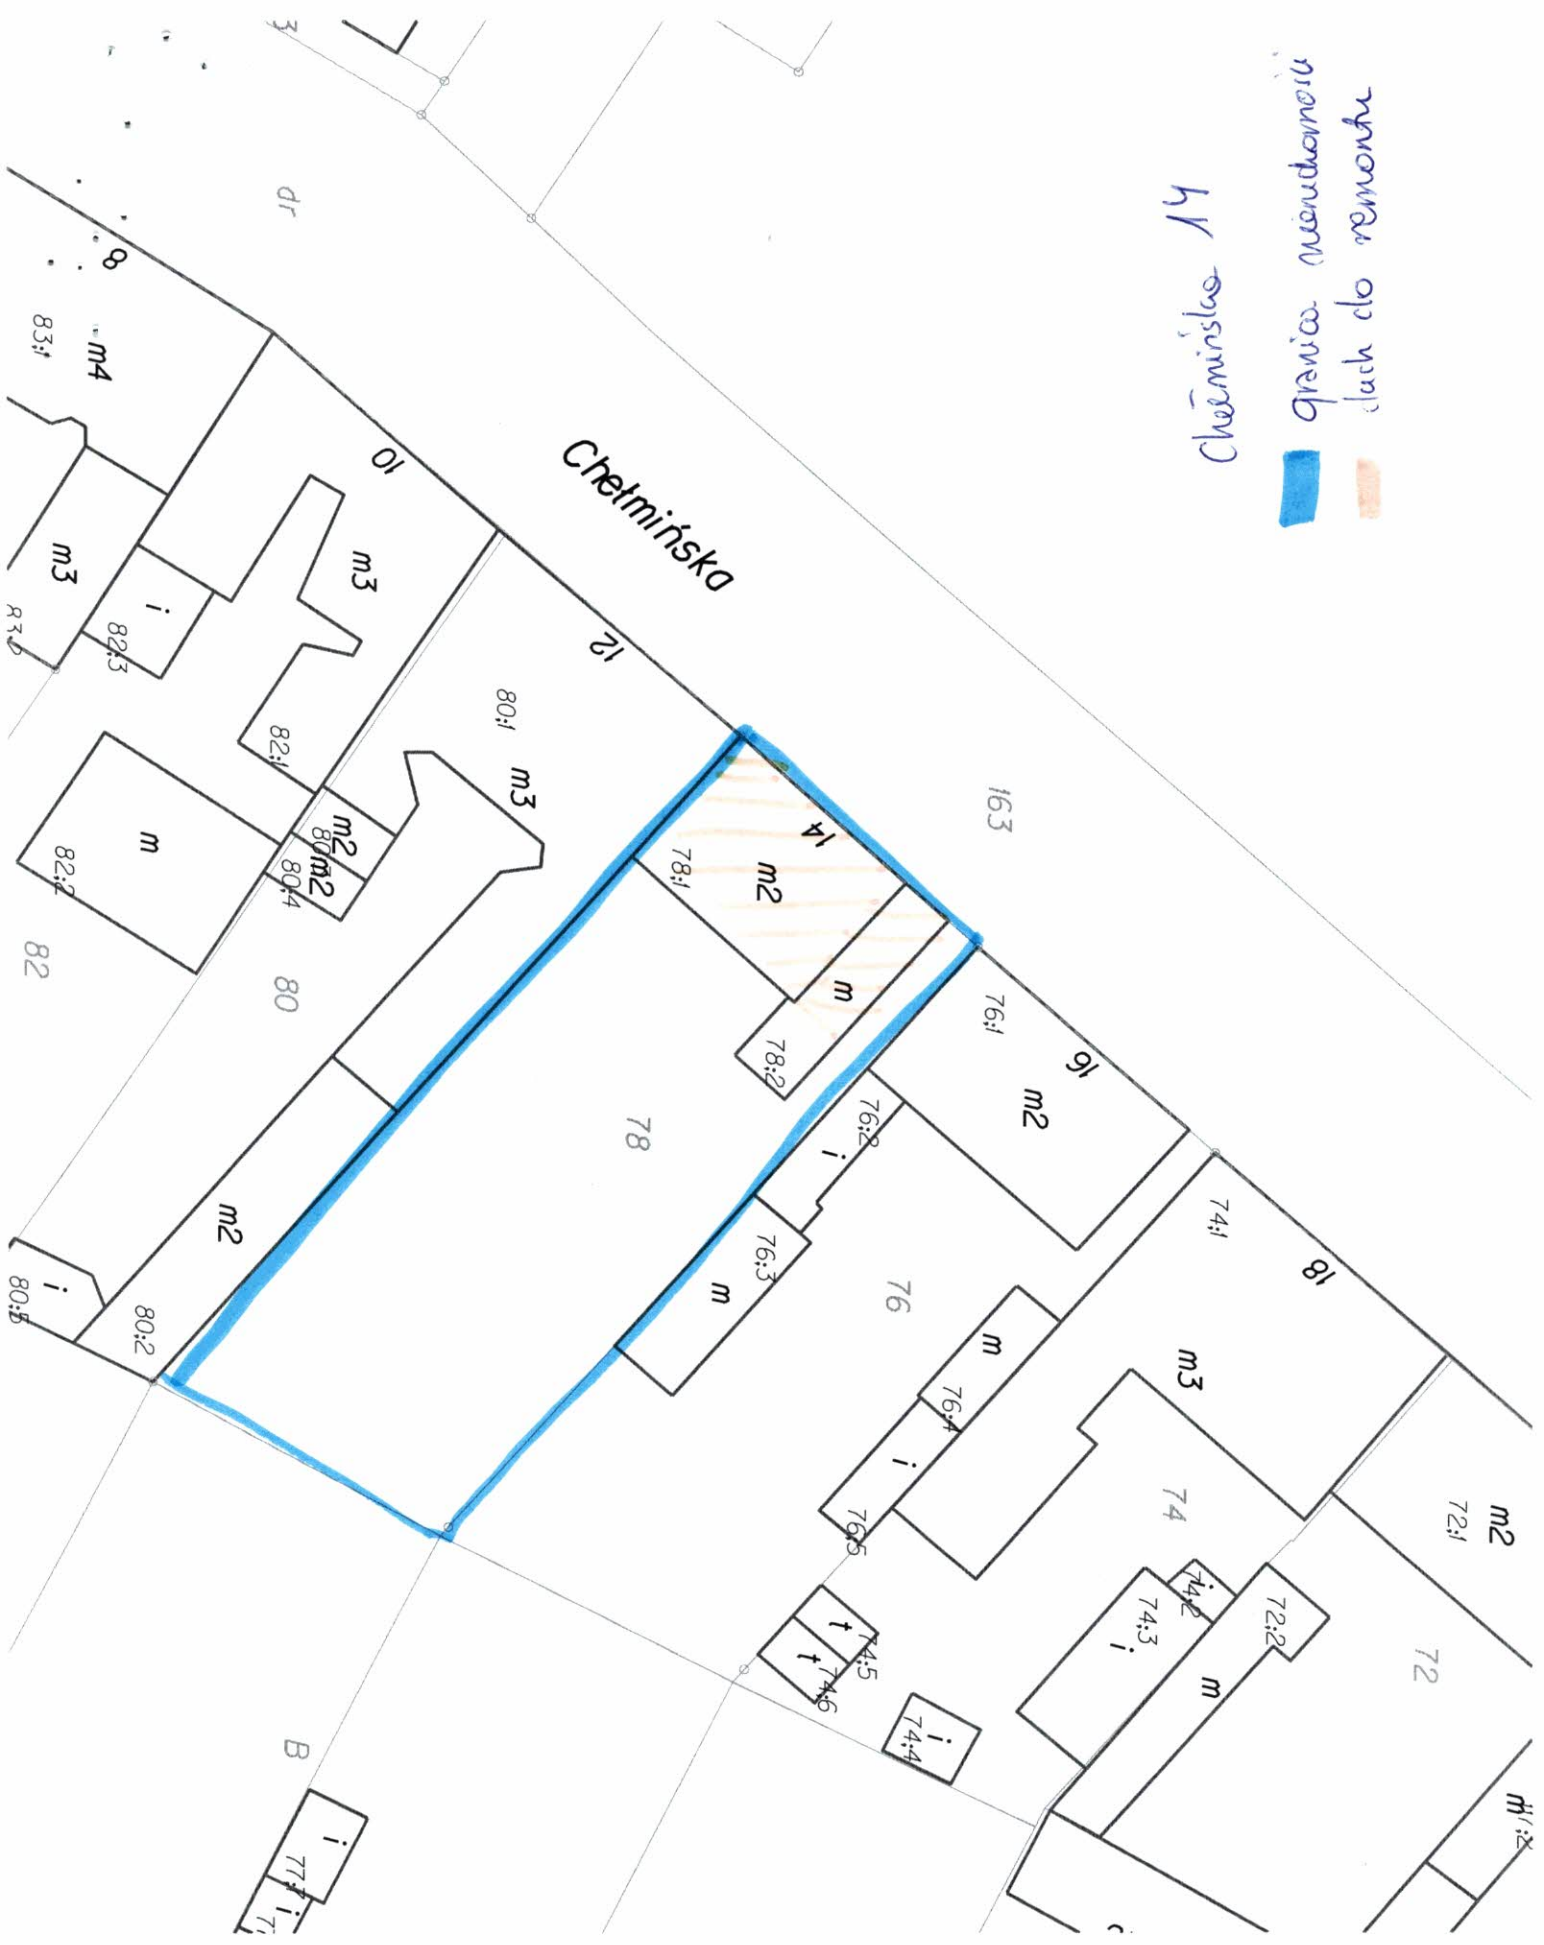 Chełmińska 14
granica nieruchomości
dach do remontu
3
dr
8
83:1
m4
10
Chełmińska
m3
m3
i
82:3
12
80:1
m3
82:1
163
14
m2
78:1
m2
m2
80:4
m
82:2
82
80
m
78:2
76:1
16
m2
78
76:2
i
76:3
m
76
74:1
18
m2
80:2
i
m3
m
76:4
i
76:5
74
m2
72:1
74:2
i
74:3
i
72:2
m
72
t
74:5
t
74:6
i
74:4
B
i
i
m